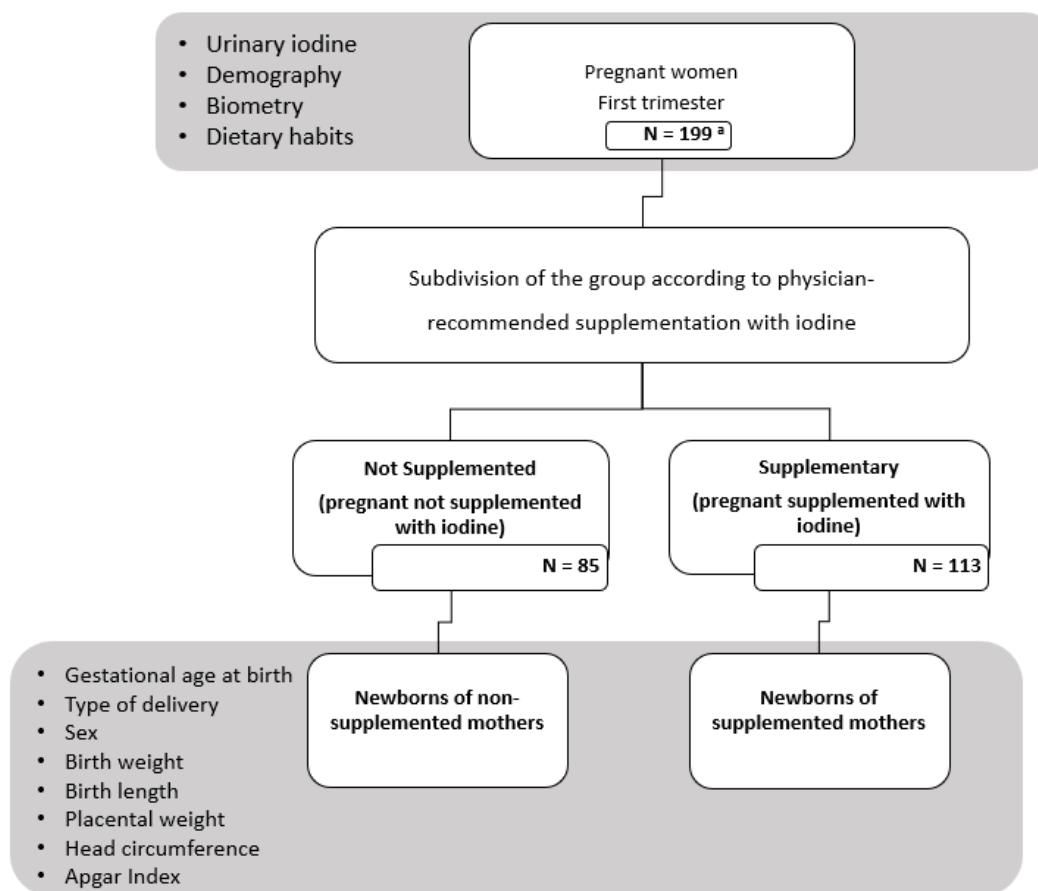 • Urinary iodine
• Demography
• Biometry
• Dietary habits
Pregnant women
First trimester
N = 199 ª
Subdivision of the group according to physician-
recommended supplementation with iodine
Not Supplemented
(pregnant not supplemented
with iodine)
N = 85
Supplementary
(pregnant supplemented with
iodine)
N = 113
• Gestational age at birth
• Type of delivery
• Sex
• Birth weight
• Birth length
• Placental weight
• Head circumference
• Apgar Index
Newborns of non-
supplemented mothers
Newborns of
supplemented mothers